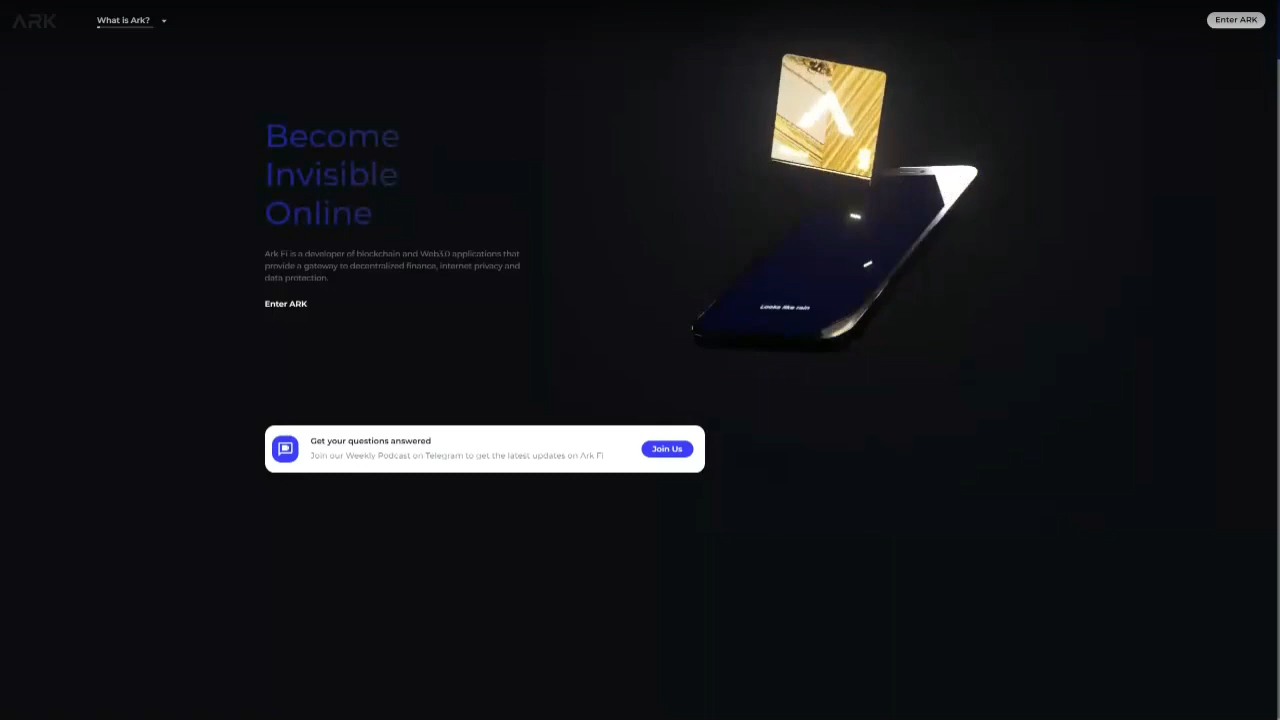 ARK
What is Ark?
Enter ARK
Become
Invisible
Online
Ark Fi is a developer of blockchain and Web3.0 applications that
provide a gateway to decentralized finance, internet privacy and
data protection.
Enter ARK
Looks like rain
Get your questions answered
Join our Weekly Podcast on Telegram to get the latest updates on Ark Fi
Join Us